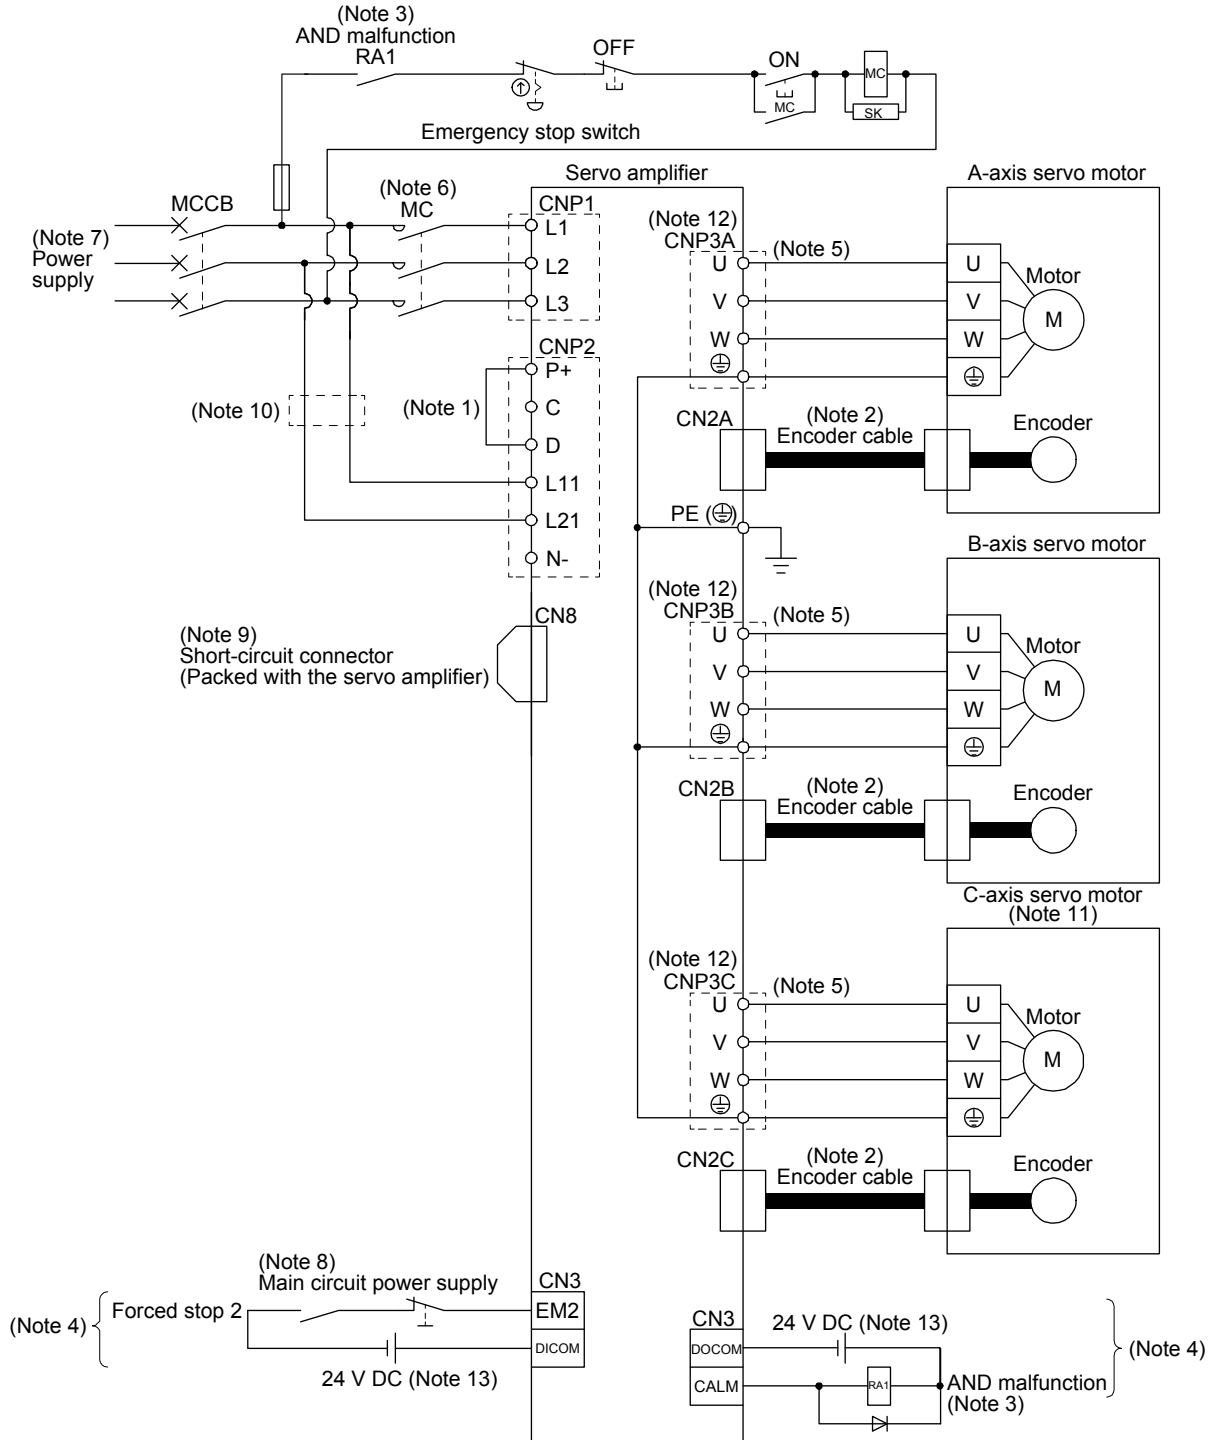 (Note 3)
AND malfunction
RA1
OFF
ON
MC
MC
SK
Emergency stop switch
Servo amplifier
A-axis servo motor
MCCB
(Note 6)
MC
CNP1
L1
L2
L3
(Note 7)
Power
supply
(Note 12)
CNP3A
U
V
W
(Note 5)
U
V
W
Motor
M
CNP2
P+
C
D
L11
L21
N-
(Note 10)
(Note 1)
CN2A
(Note 2)
Encoder cable
Encoder
PE ( )
B-axis servo motor
(Note 12)
CNP3B
U
V
W
(Note 5)
U
V
W
Motor
M
CN8
(Note 9)
Short-circuit connector
(Packed with the servo amplifier)
CN2B
(Note 2)
Encoder cable
Encoder
C-axis servo motor
(Note 11)
(Note 12)
CNP3C
U
V
W
(Note 5)
U
V
W
Motor
M
CN2C
(Note 2)
Encoder cable
Encoder
(Note 8)
Main circuit power supply
(Note 4)
Forced stop 2
CN3
EM2
DICOM
24 V DC (Note 13)
CN3
DOCOM
CALM
24 V DC (Note 13)
RA1
AND malfunction
(Note 3)
(Note 4)